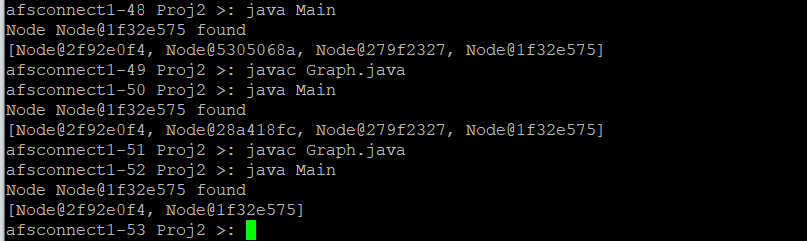 afsconnect1-48 Proj2 >: java Main
Node Node@1f32e575 found
[Node@2f92e0f4, Node@5305068a, Node@279f2327, Node@1f32e575]
afsconnect1-49 Proj2 >: javac Graph.java
afsconnect1-50 Proj2 >: java Main
Node Node@1f32e575 found
[Node@2f92e0f4, Node@28a418fc, Node@279f2327, Node@1f32e575]
afsconnect1-51 Proj2 >: javac Graph.java
afsconnect1-52 Proj2 >: java Main
Node Node@1f32e575 found
[Node@2f92e0f4, Node@1f32e575]
afsconnect1-53 Proj2 >: